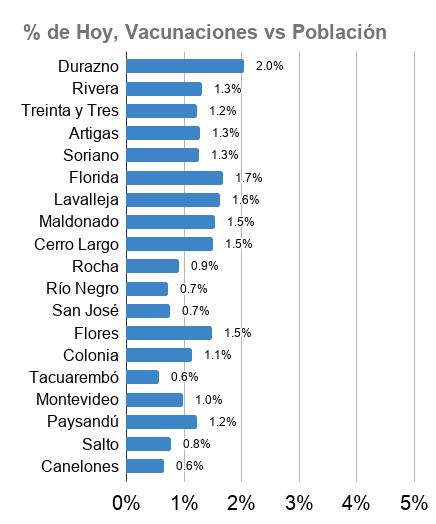 % de Hoy, Vacunaciones vs Población
Durazno 2.0%
Rivera 1.3%
Treinta y Tres 1.2%
Artigas 1.3%
Soriano 1.3%
Florida 1.7%
Lavalleja 1.6%
Maldonado 1.5%
Cerro Largo 1.5%
Rocha 0.9%
Río Negro 0.7%
San José 0.7%
Flores 1.5%
Colonia 1.1%
Tacuarembó 0.6%
Montevideo 1.0%
Paysandú 1.2%
Salto 0.8%
Canelones 0.6%
0% 1% 2% 3% 4% 5%